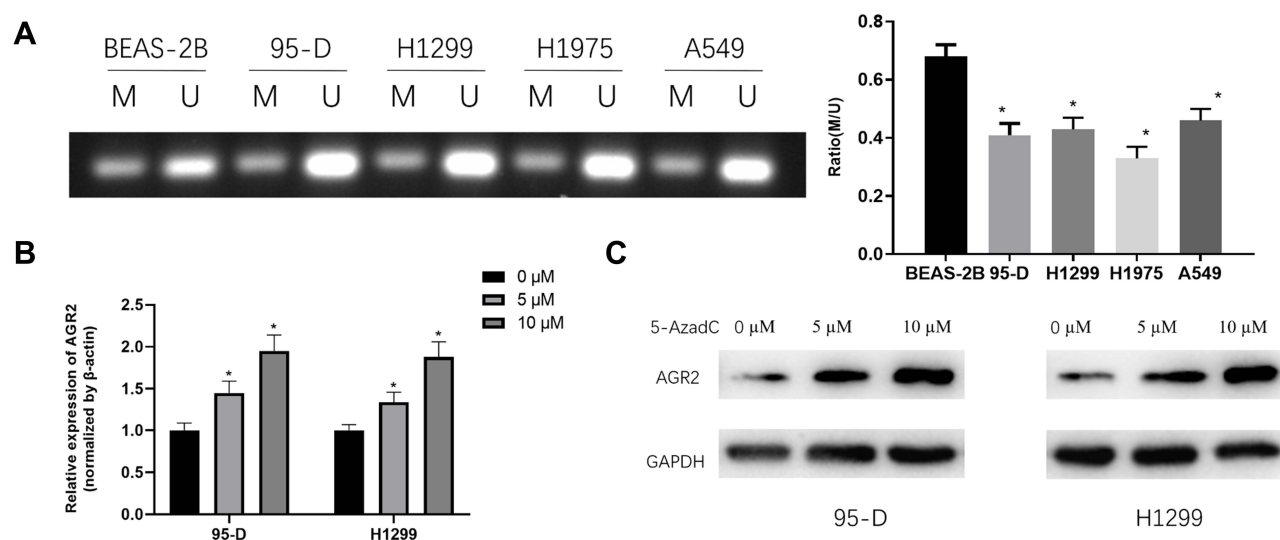 A
BEAS-2B 95-D H1299 H1975 A549
M U M U M U M U M U
Ratio(M/U)
0.8
0.6
0.4
0.2
0.0
* * * *
BEAS-2B 95-D H1299 H1975 A549
B
0 μM
5 μM
10 μM
Relative expression of AGR2
(normalized by β-actin)
2.5
2.0
1.5
1.0
0.5
0.0
* * * *
95-D H1299
C
5-AzadC 0 μM 5 μM 10 μM 0 μM 5 μM 10 μM
AGR2
GAPDH
95-D H1299